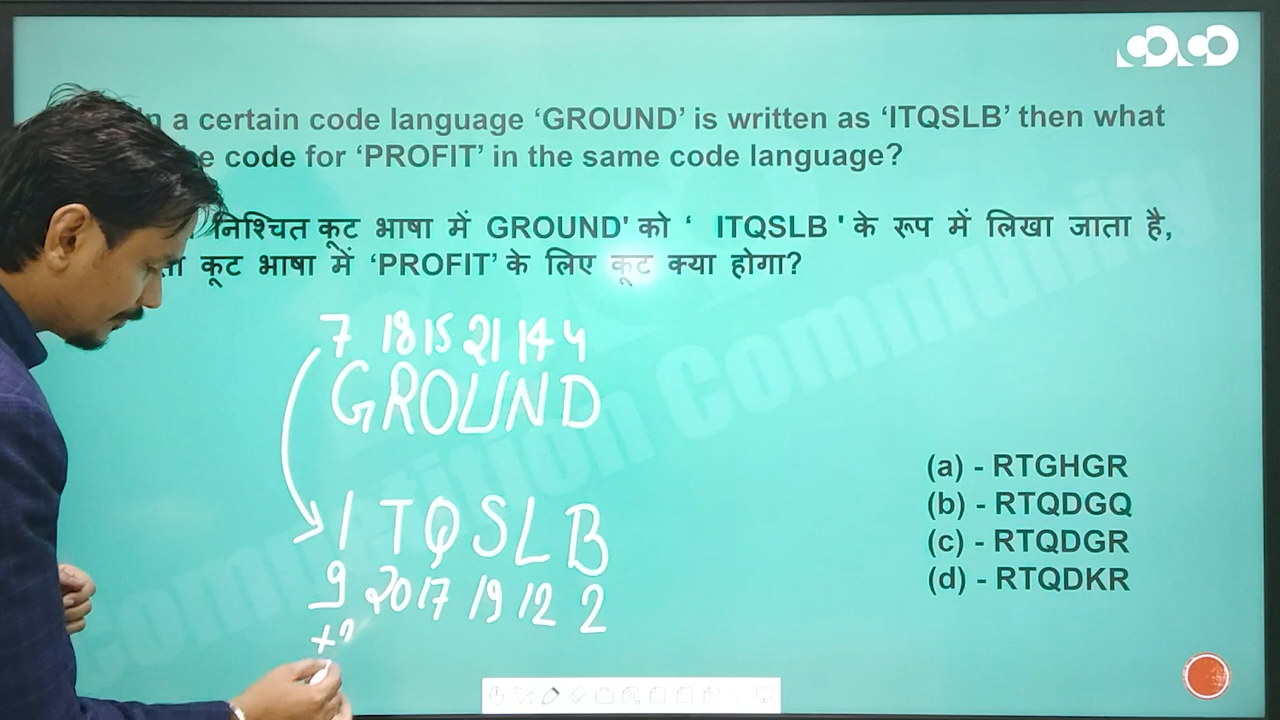 n a certain code language ‘GROUND’ is written as ‘ITQSLB’ then what
e code for ‘PROFIT’ in the same code language?
निश्चित कूट भाषा में GROUND' को ‘ ITQSLB ' के रूप में लिखा जाता है,
कूट भाषा में ‘PROFIT’ के लिए कूट क्या होगा?
7 18 15 21 14 4
GROUND
ITQSLB
9 20 17 19 12 2
+2
(a) - RTGHGR
(b) - RTQDGQ
(c) - RTQDGR
(d) - RTQDKR
Community